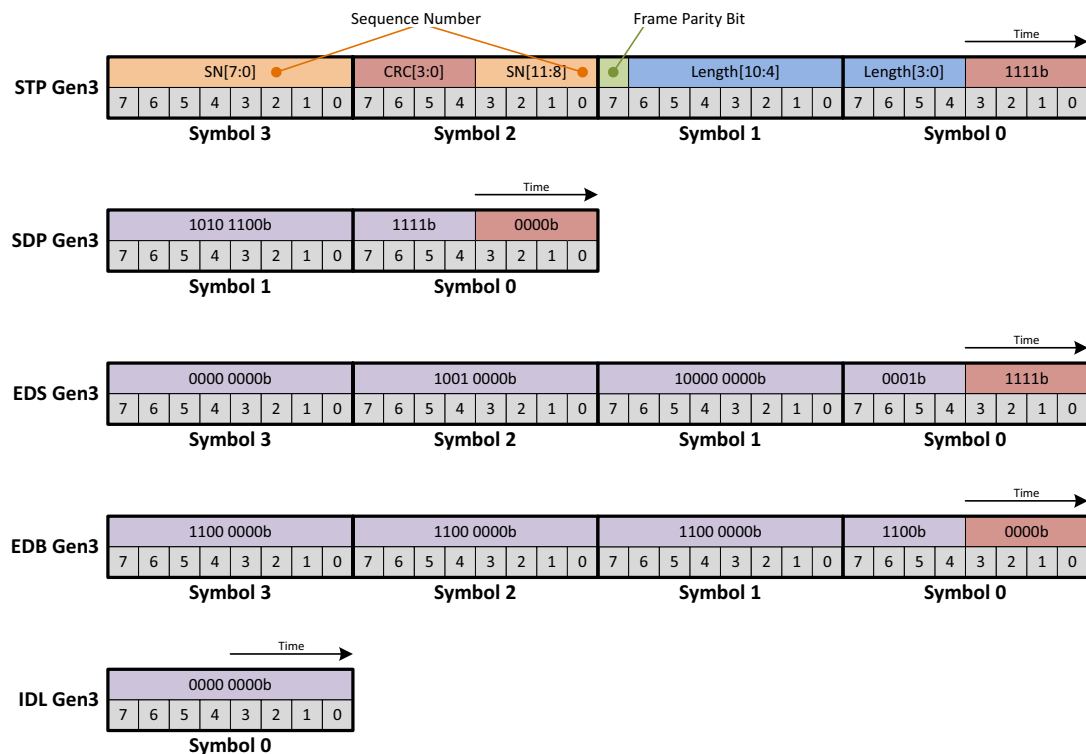 Sequence Number Frame Parity Bit
Time
STP Gen3 SN[7:0] CRC[3:0] SN[11:8] Length[10:4] Length[3:0] 1111b
7 6 5 4 3 2 1 0 7 6 5 4 3 2 1 0 7 6 5 4 3 2 1 0 7 6 5 4 3 2 1 0
Symbol 3 Symbol 2 Symbol 1 Symbol 0
Time
SDP Gen3 1010 1100b 1111b 0000b
7 6 5 4 3 2 1 0 7 6 5 4 3 2 1 0
Symbol 1 Symbol 0
Time
EDS Gen3 0000 0000b 1001 0000b 10000 0000b 0001b 1111b
7 6 5 4 3 2 1 0 7 6 5 4 3 2 1 0 7 6 5 4 3 2 1 0 7 6 5 4 3 2 1 0
Symbol 3 Symbol 2 Symbol 1 Symbol 0
Time
EDB Gen3 1100 0000b 1100 0000b 1100 0000b 1100b 0000b
7 6 5 4 3 2 1 0 7 6 5 4 3 2 1 0 7 6 5 4 3 2 1 0 7 6 5 4 3 2 1 0
Symbol 3 Symbol 2 Symbol 1 Symbol 0
Time
IDL Gen3 0000 0000b
7 6 5 4 3 2 1 0
Symbol 0